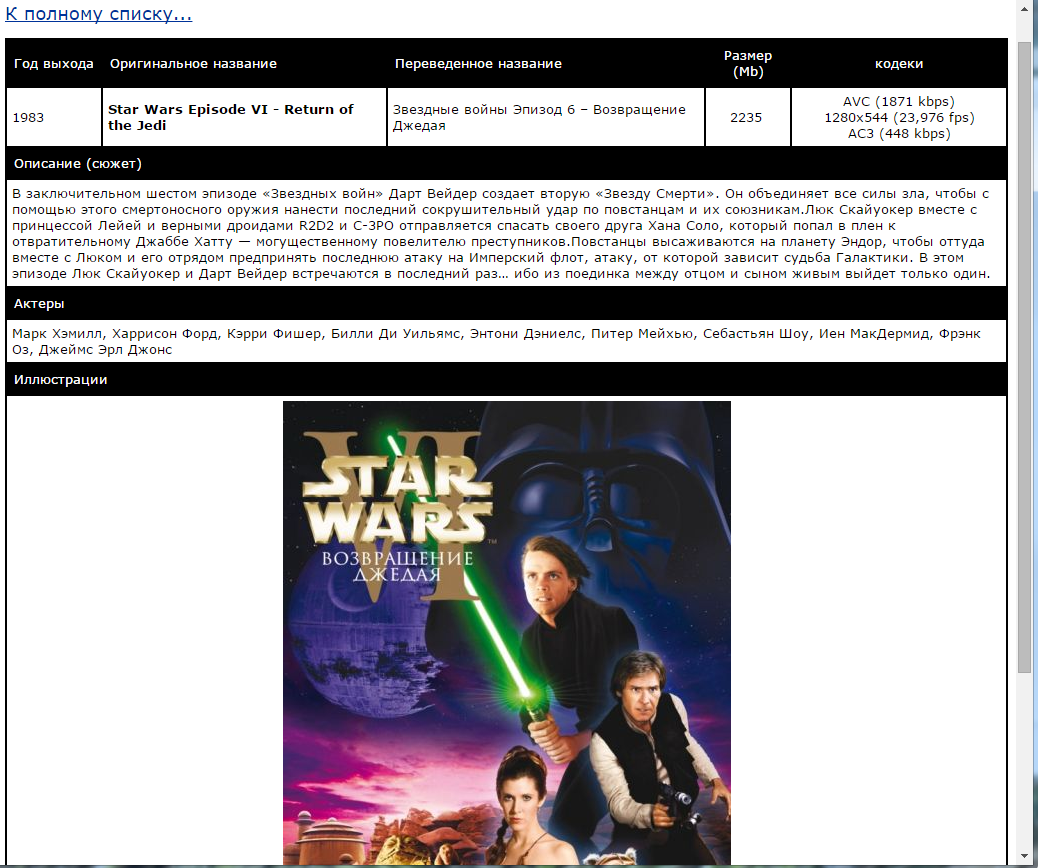 К полному списку...
Год выхода Оригинальное название Переведенное название Размер (Mb) кодеки
1983
Star Wars Episode VI - Return of
the Jedi
Звездные войны Эпизод 6 – Возвращение
Джедая
2235
AVC (1871 kbps)
1280x544 (23,976 fps)
AC3 (448 kbps)
Описание (сюжет)
В заключительном шестом эпизоде «Звездных войн» Дарт Вейдер создает вторую «Звезду Смерти». Он объединяет все силы зла, чтобы с
помощью этого смертоносного оружия нанести последний сокрушительный удар по повстанцам и их союзникам.Люк Скайуокер вместе с
принцессой Лейей и верными дроидами R2D2 и C-3PO отправляется спасать своего друга Хана Соло, который попал в плен к
отвратительному Джаббе Хатту — могущественному повелителю преступников.Повстанцы высаживаются на планету Эндор, чтобы оттуда
вместе с Люком и его отрядом предпринять последнюю атаку на Имперский флот, атаку, от которой зависит судьба Галактики. В этом
эпизоде Люк Скайуокер и Дарт Вейдер встречаются в последний раз… ибо из поединка между отцом и сыном живым выйдет только один.
Актеры
Марк Хэмилл, Харрисон Форд, Кэрри Фишер, Билли Ди Уильямс, Энтони Дэниелс, Питер Мейхью, Себастьян Шоу, Иен МакДермид, Фрэнк
Оз, Джеймс Эрл Джонс
Иллюстрации
VI
STAR
WARS
™
ВОЗВРАЩЕНИЕ
ДЖЕДАЯ